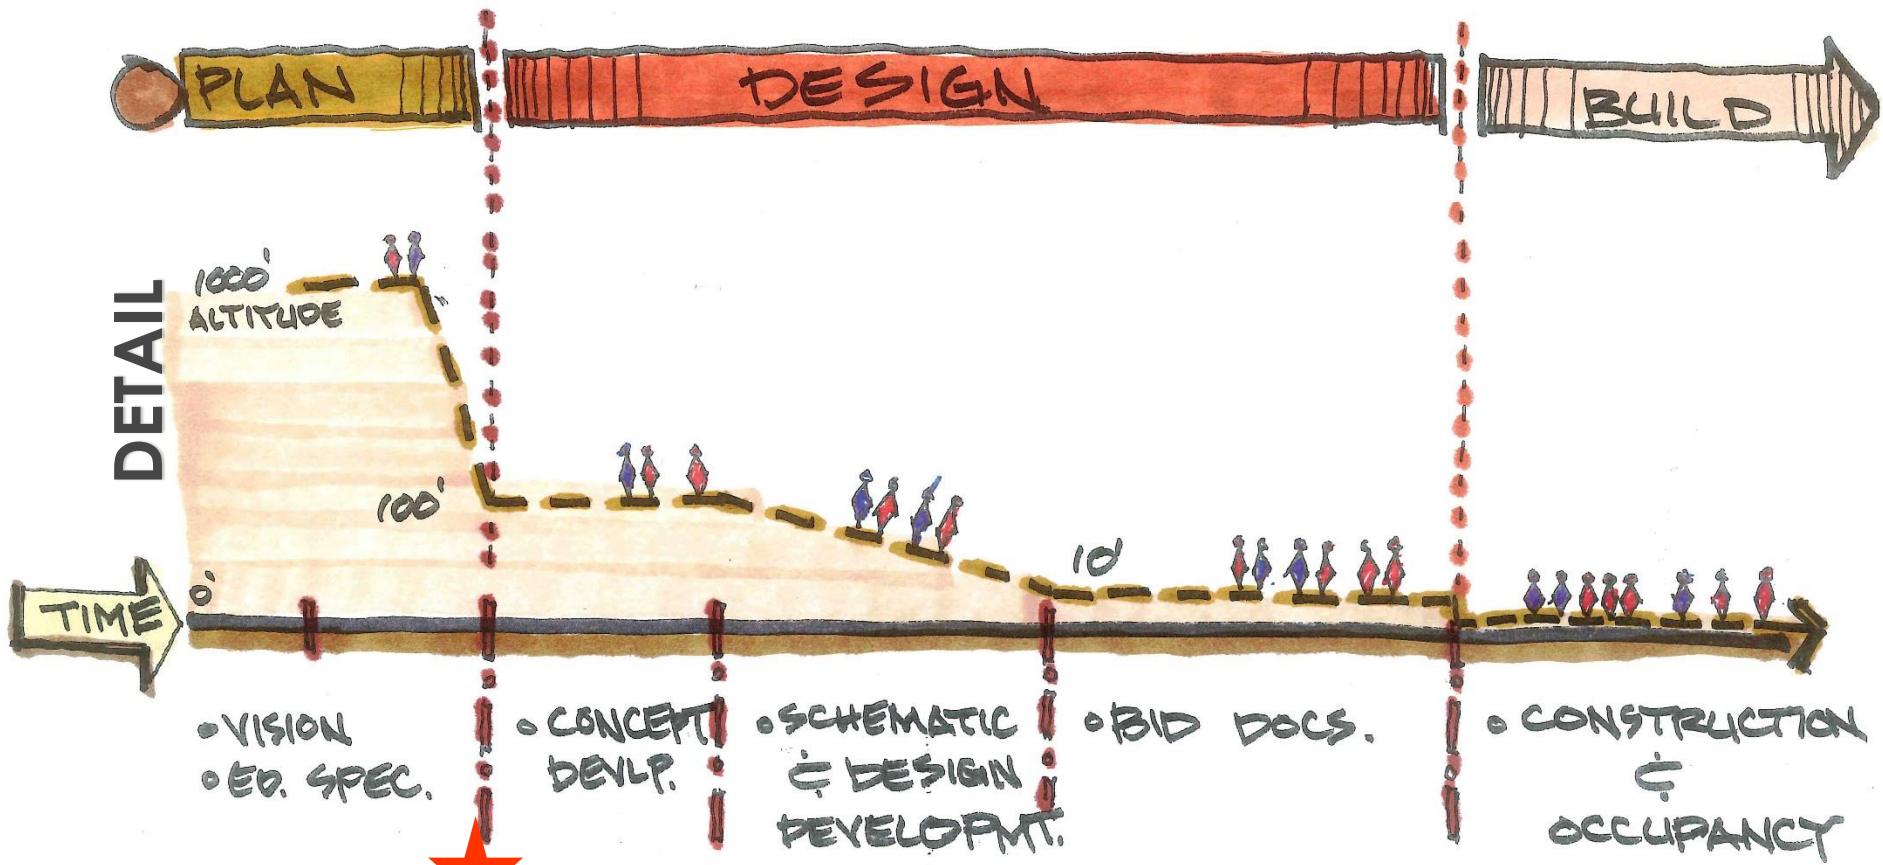 PLAN
DESIGN
BUILD
DETAIL
1000'
ALTITUDE
100'
10'
0'
TIME
• VISION
• ED. SPEC.
• CONCEPT
DEVLP.
• SCHEMATIC
& DESIGN
DEVELOPMT.
• BID DOCS.
• CONSTRUCTION
&
OCCUPANCY